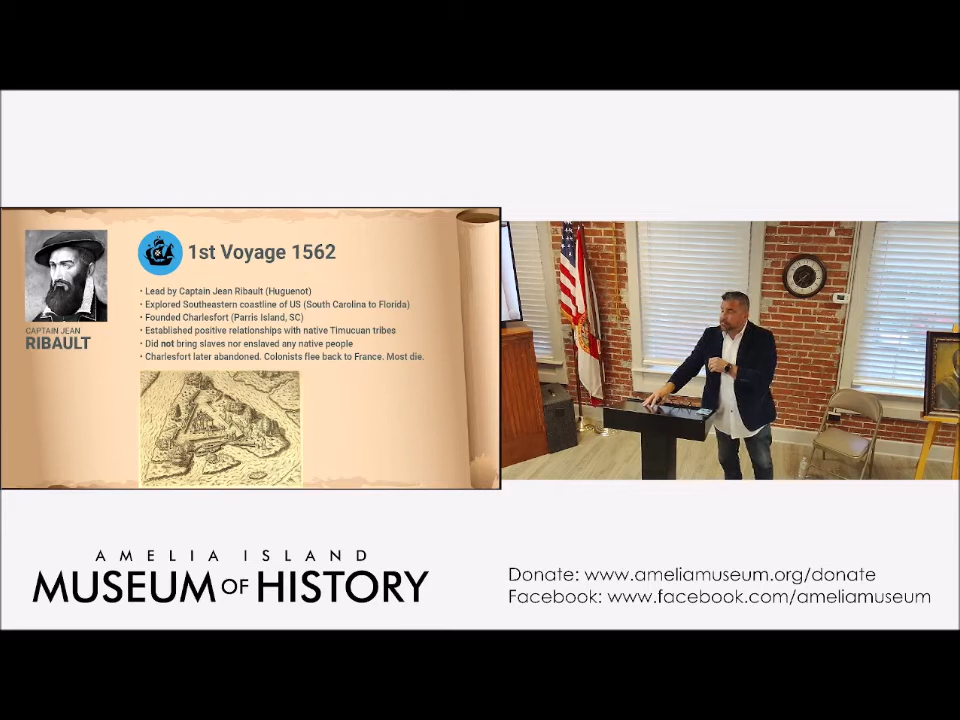 1st Voyage 1562
• Lead by Captain Jean Ribault (Huguenot)
• Explored Southeastern coastline of US (South Carolina to Florida)
• Founded Charlesfort (Parris Island, SC)
• Established positive relationships with native Timucuan tribes
• Did not bring slaves nor enslaved any native people
• Charlesfort later abandoned. Colonists flee back to France. Most die.
CAPTAIN JEAN
RIBAULT
AMELIA ISLAND
MUSEUM OF HISTORY
Donate: www.ameliamuseum.org/donate
Facebook: www.facebook.com/ameliamuseum